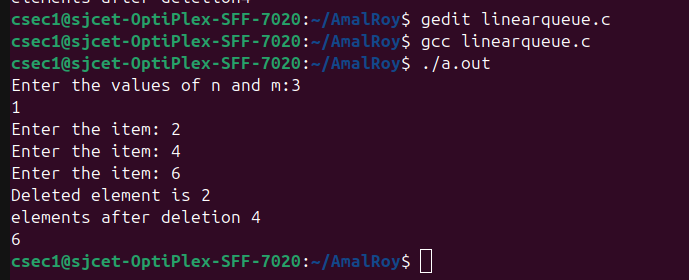 elements after deletion4
csec1@sjcet-OptiPlex-SFF-7020:~/AmalRoy$ gedit linearqueue.c
csec1@sjcet-OptiPlex-SFF-7020:~/AmalRoy$ gcc linearqueue.c
csec1@sjcet-OptiPlex-SFF-7020:~/AmalRoy$ ./a.out
Enter the values of n and m:3
1
Enter the item: 2
Enter the item: 4
Enter the item: 6
Deleted element is 2
elements after deletion 4
6
csec1@sjcet-OptiPlex-SFF-7020:~/AmalRoy$